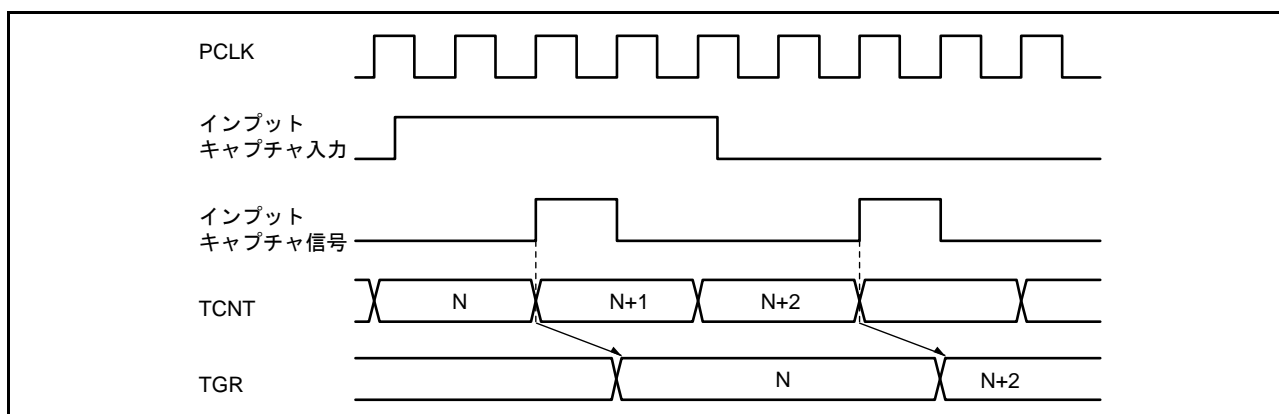 PCLK
インプット
キャプチャ入力
インプット
キャプチャ信号
TCNT
N
N+1
N+2
TGR
N
N+2